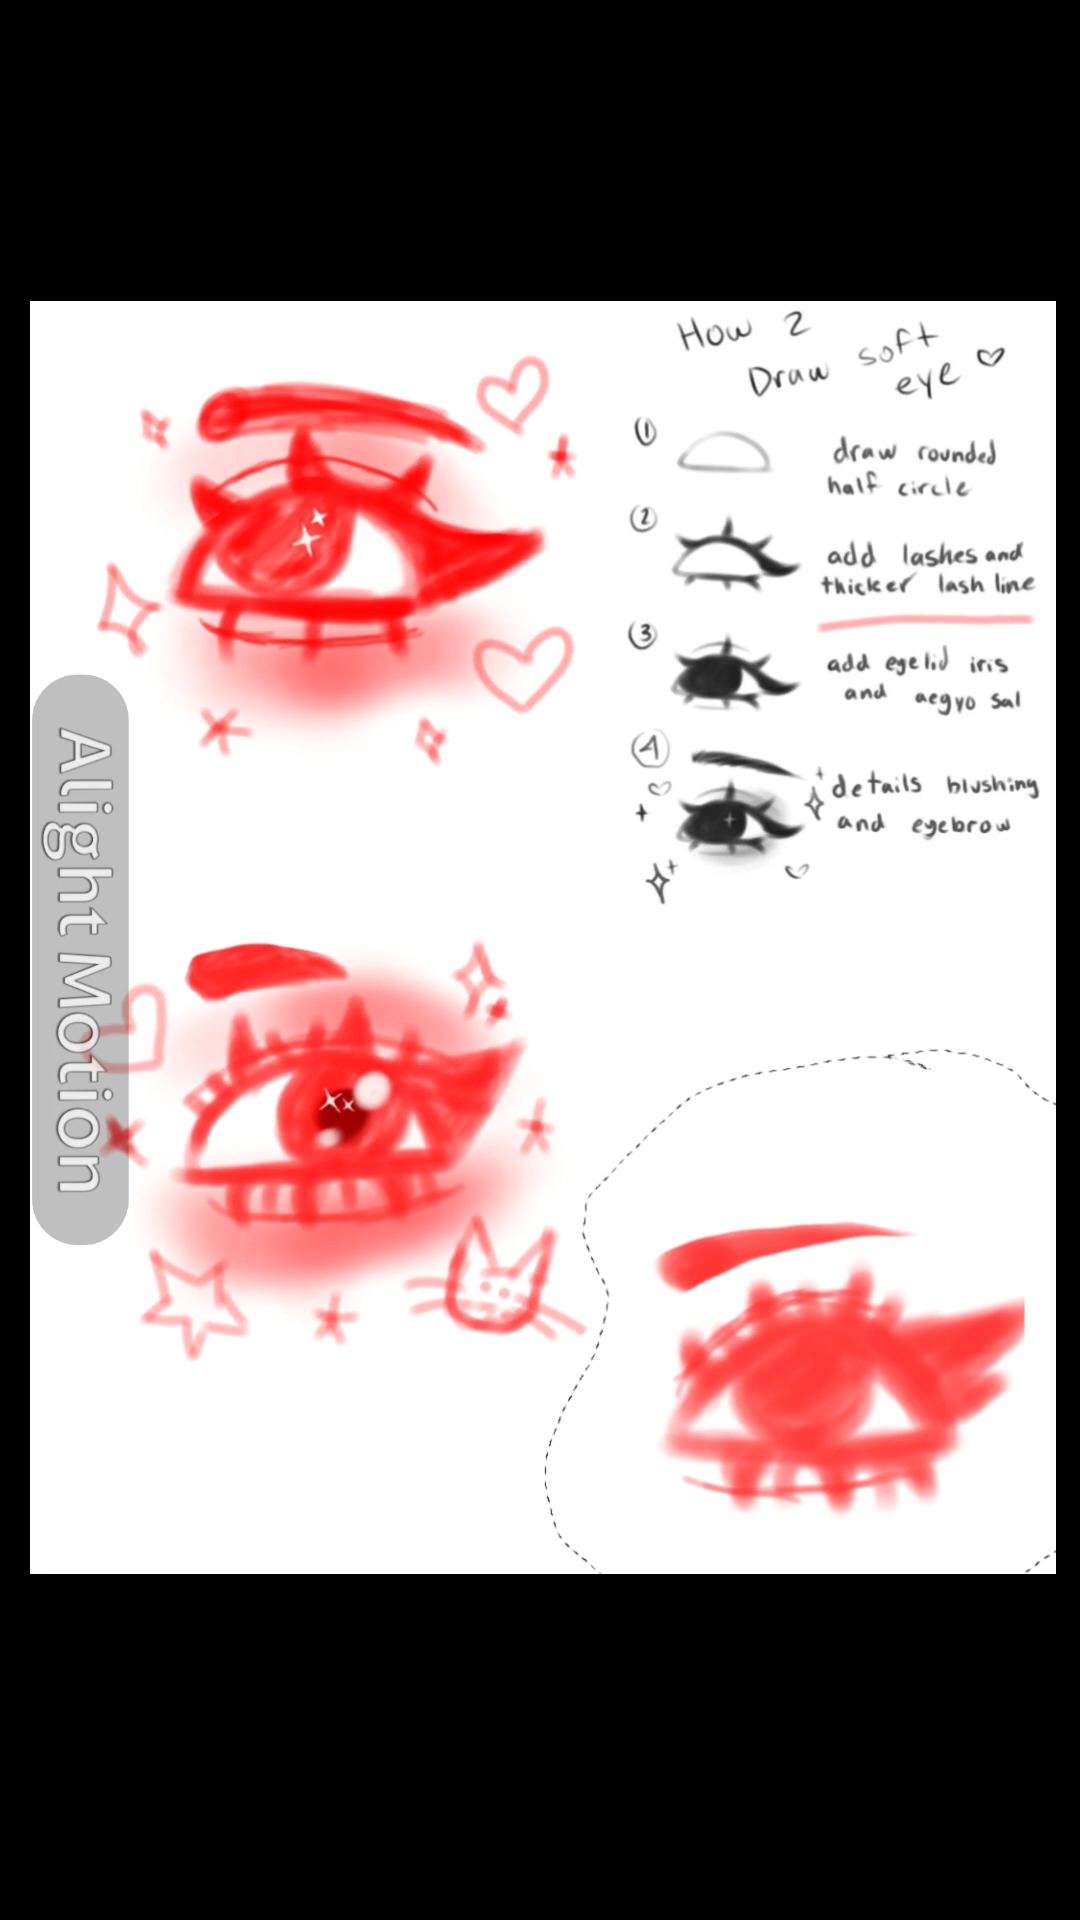 How 2
Draw soft
eye ♡
① draw rounded
half circle
② add lashes and
thicker lash line
③ add eyelid iris
and aegyo sal
④ details blushing
and eyebrow
Alight Motion